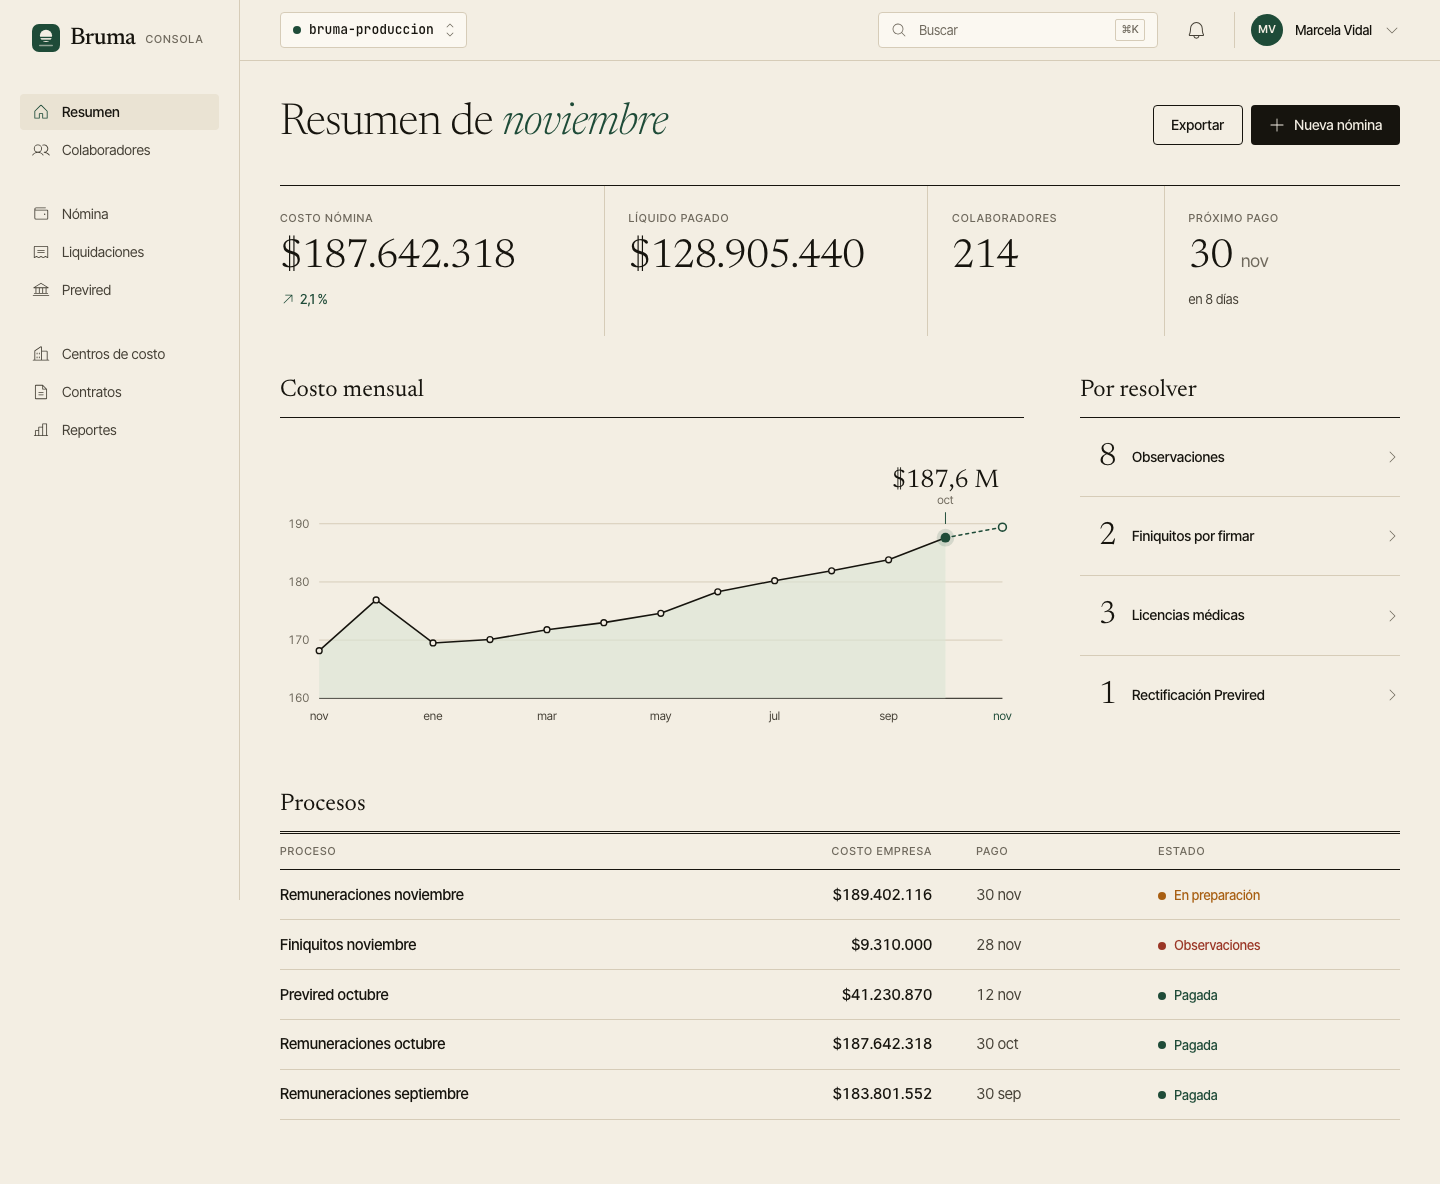 Bruma CONSOLA
bruma-produccion
Buscar
⌘K
MV
Marcela Vidal
Resumen
Colaboradores
Nómina
Liquidaciones
Previred
Centros de costo
Contratos
Reportes
Resumen de noviembre
Exportar
Nueva nómina
COSTO NÓMINA
$187.642.318
2,1%
LÍQUIDO PAGADO
$128.905.440
COLABORADORES
214
PRÓXIMO PAGO
30 nov
en 8 días
Costo mensual
$187,6 M
oct
190
180
170
160
nov ene mar may jul sep nov
Por resolver
8 Observaciones
2 Finiquitos por firmar
3 Licencias médicas
1 Rectificación Previred
Procesos
PROCESO COSTO EMPRESA PAGO ESTADO
Remuneraciones noviembre $189.402.116 30 nov En preparación
Finiquitos noviembre $9.310.000 28 nov Observaciones
Previred octubre $41.230.870 12 nov Pagada
Remuneraciones octubre $187.642.318 30 oct Pagada
Remuneraciones septiembre $183.801.552 30 sep Pagada